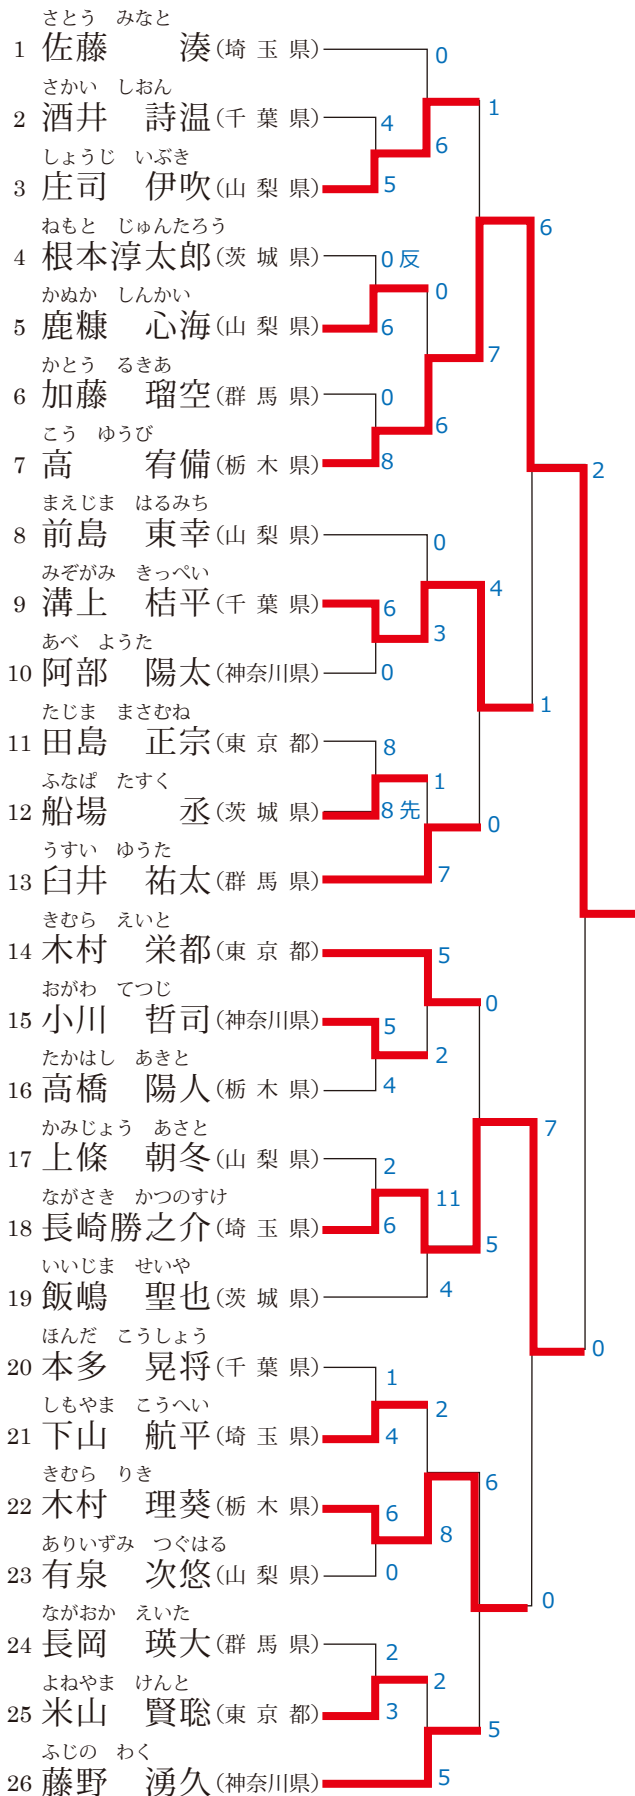 さとう　みなと
1 佐藤　　湊(埼玉県)
0
さかい　しおん
1
2 酒井　詩温(千葉県)
4
6
しょうじ　いぶき
3 庄司　伊吹(山梨県)
5
ねもと　じゅんたろう
6
4 根本淳太郎(茨城県)
0 反
かぬか　しんかい
0
5 鹿糠　心海(山梨県)
6
かとう　るきあ
7
6 加藤　瑠空(群馬県)
0
6
こう　ゆうび
7 高　　宥備(栃木県)
8
2
まえじま　はるみち
8 前島　東幸(山梨県)
0
みぞがみ　きっぺい
4
9 溝上　桔平(千葉県)
6
3
あべ　ようた
10 阿部　陽太(神奈川県)
0
たじま　まさむね
1
11 田島　正宗(東京都)
8
ふなば　たすく
1
12 船場　　丞(茨城県)
8 先
0
うすい　ゆうた
13 臼井　祐太(群馬県)
7
きむら　えいと
14 木村　栄都(東京都)
5
おがわ　てつじ
0
15 小川　哲司(神奈川県)
5
2
たかはし　あきと
16 高橋　陽人(栃木県)
4
かみじょう　あさと
7
17 上條　朝冬(山梨県)
2
ながさき　かつのすけ
11
18 長崎勝之介(埼玉県)
6
5
いいじま　せいや
19 飯嶋　聖也(茨城県)
4
ほんだ　こうしょう
0
20 本多　晃将(千葉県)
1
しもやま　こうへい
2
21 下山　航平(埼玉県)
4
きむら　りき
6
22 木村　理葵(栃木県)
6
8
ありいずみ　つぐはる
23 有泉　次悠(山梨県)
0
ながおか　えいた
0
24 長岡　瑛大(群馬県)
2
よねやま　けんと
2
25 米山　賢聡(東京都)
3
5
ふじの　わく
26 藤野　湧久(神奈川県)
5